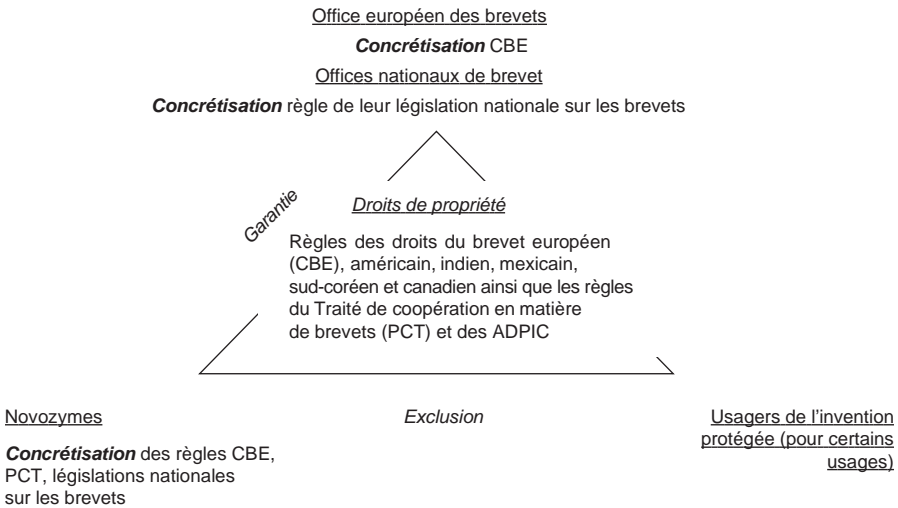 Office européen des brevets
Concrétisation CBE
Offices nationaux de brevet
Concrétisation règle de leur législation nationale sur les brevets
Garantie
Droits de propriété
Règles des droits du brevet européen
(CBE), américain, indien, mexicain,
sud-coréen et canadien ainsi que les règles
du Traité de coopération en matière
de brevets (PCT) et des ADPIC
Novozymes
Concrétisation des règles CBE,
PCT, législations nationales
sur les brevets
Exclusion
Usagers de l'invention
protégée (pour certains
usages)